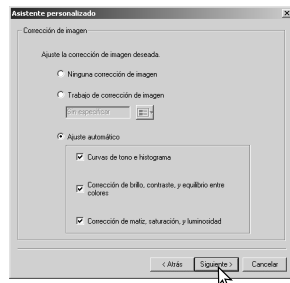 Asistente personalizado
Corrección de imagen
Ajuste la corrección de imagen deseada.
Ninguna corrección de imagen
Trabajo de corrección de imagen
Sin especificar
Ajuste automático
Curvas de tono e histograma
Corrección de brillo, contraste, y equilibrio entre
colores
Corrección de matiz, saturación, y luminosidad
< Atrás
Siguiente >
Cancelar